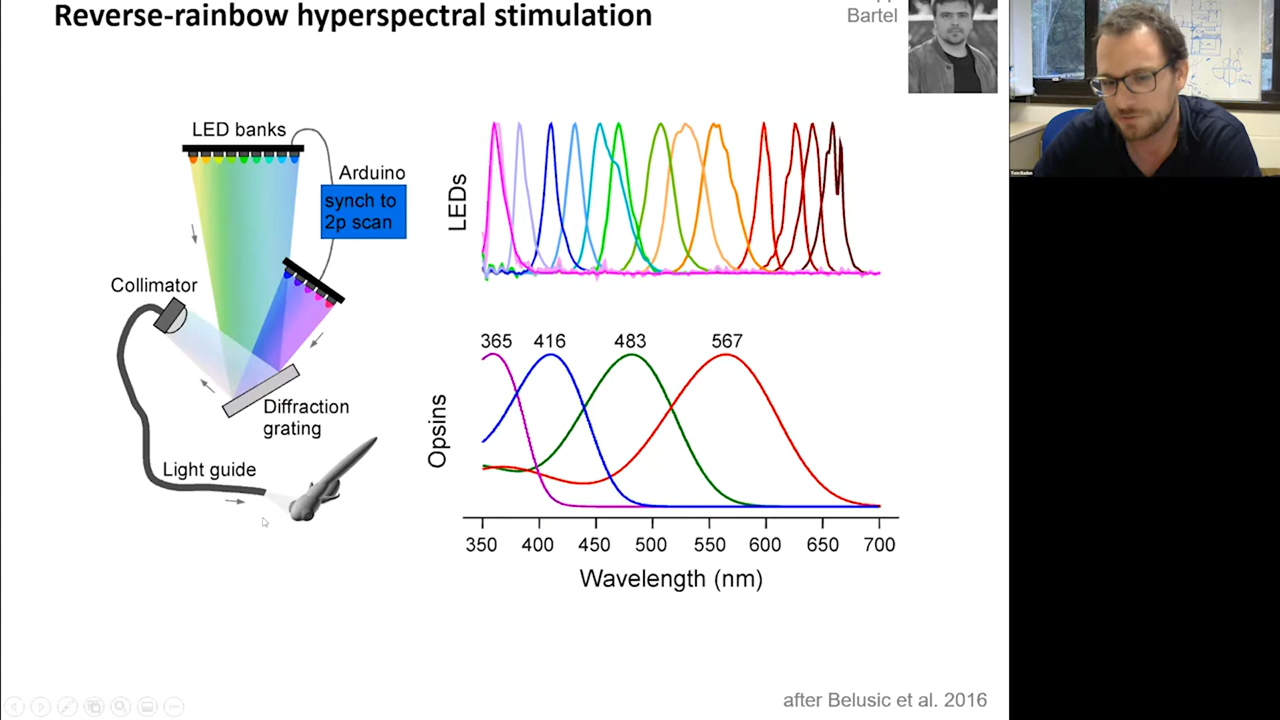 Reverse-rainbow hyperspectral stimulation
Bartel
LED banks
Arduino
synch to
2p scan
Collimator
Diffraction
grating
Light guide
LEDs
365 416 483 567
Opsins
350 400 450 500 550 600 650 700
Wavelength (nm)
after Belusic et al. 2016